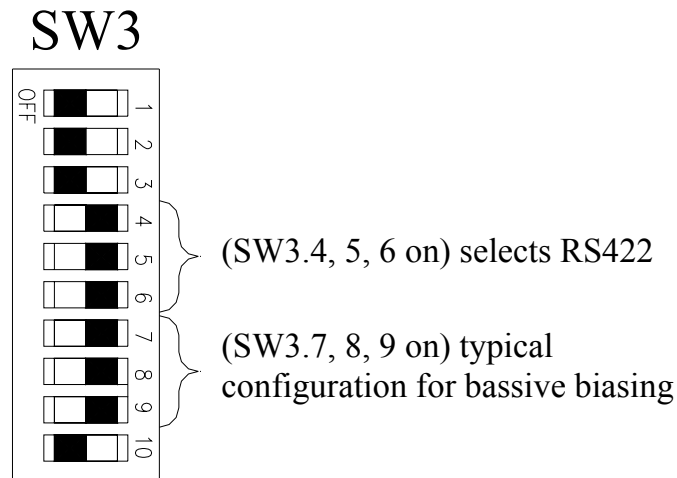 SW3
OFF
1
2
3
4
5
6
7
8
9
10
(SW3.4, 5, 6 on) selects RS422
(SW3.7, 8, 9 on) typical
configuration for bassive biasing